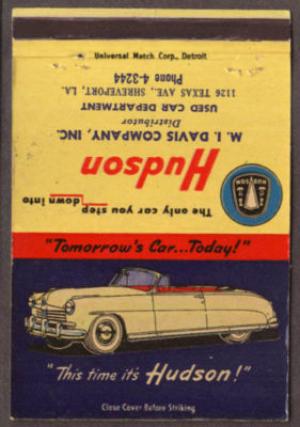 Universal Match Corp., Detroit
The only car you step down into
Hudson
HUDSON
M. I. DAVIS COMPANY, INC.
Distributor
USED CAR DEPARTMENT
1126 TEXAS AVE., SHREVEPORT, LA.
Phone 4-3244
"Tomorrow's Car...Today!"
"This time it's Hudson!"
Close Cover Before Striking